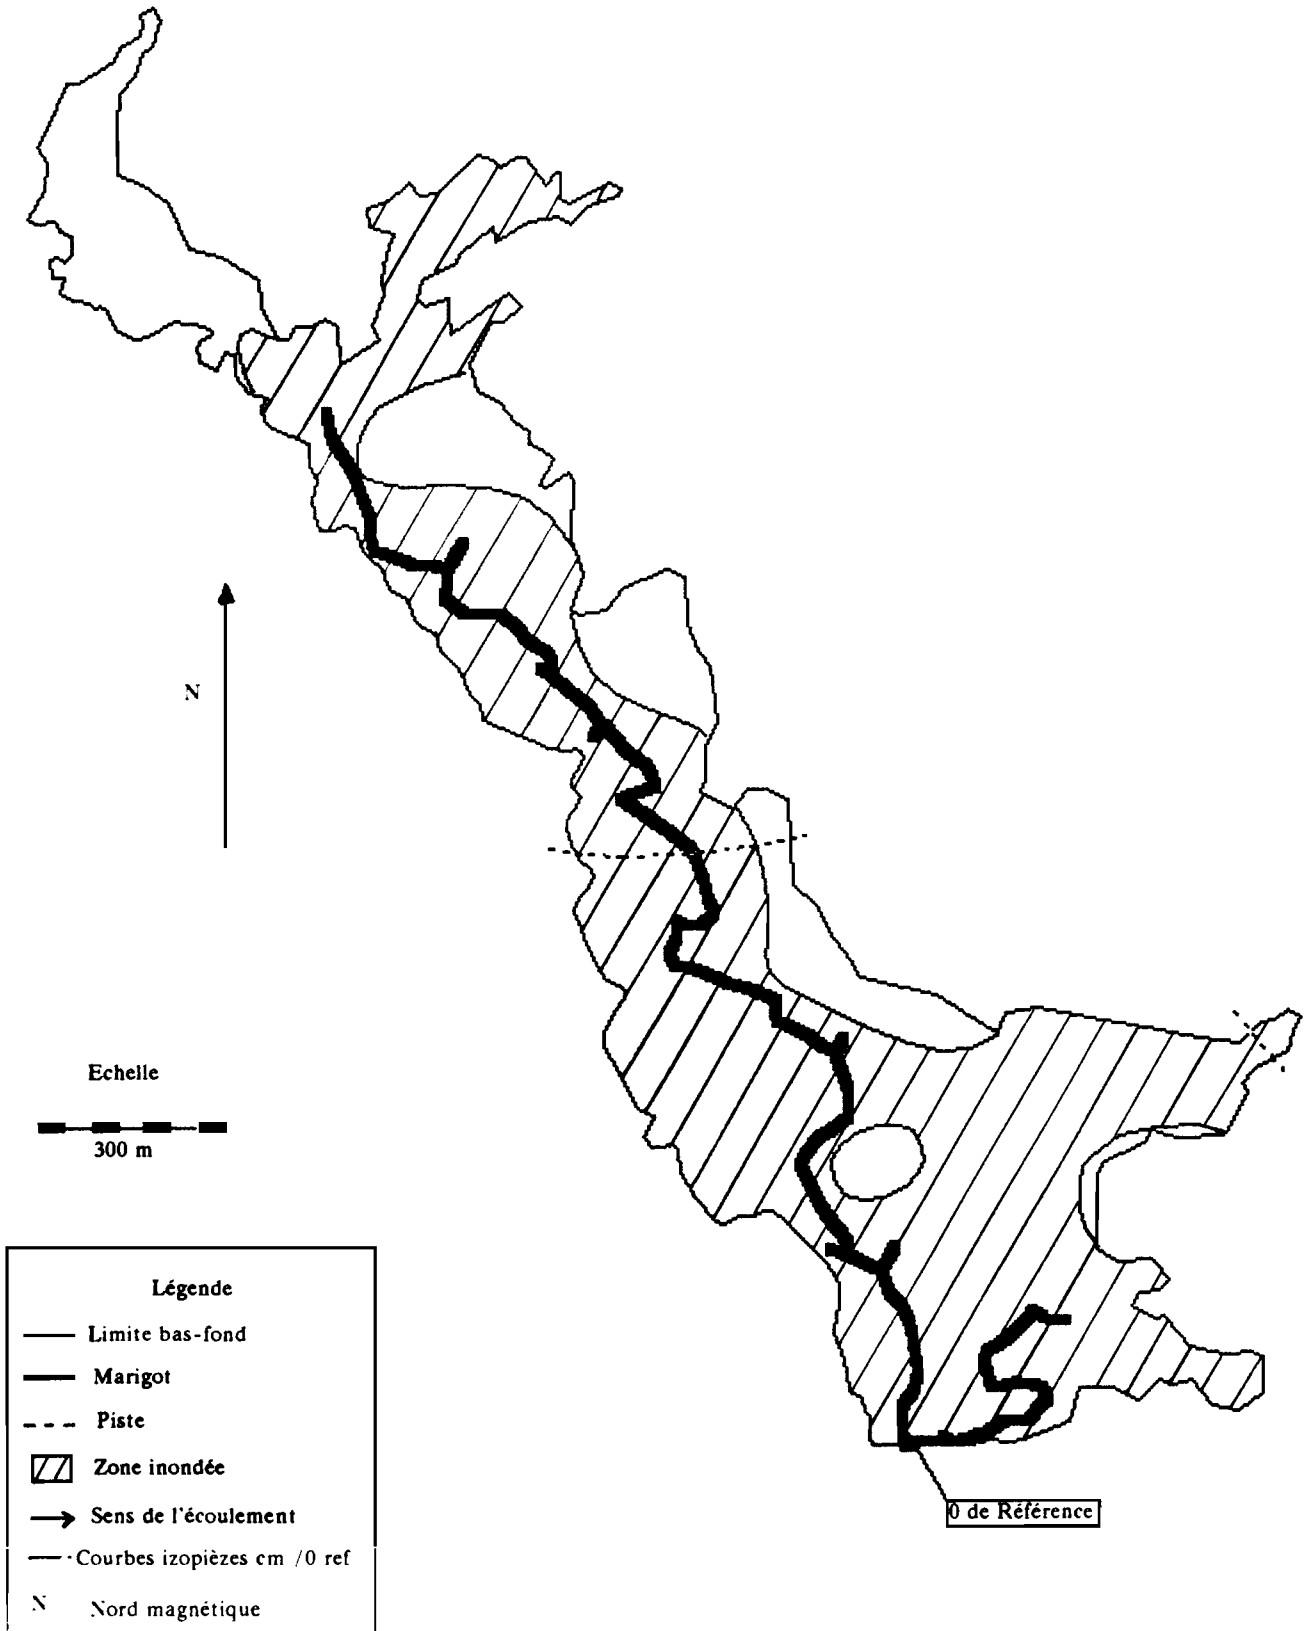 N
Echelle
300 m
0 de Référence
Légende
Limite bas-fond
Marigot
Piste
Zone inondée
Sens de l'écoulement
Courbes izopièzes cm /0 ref
N Nord magnétique